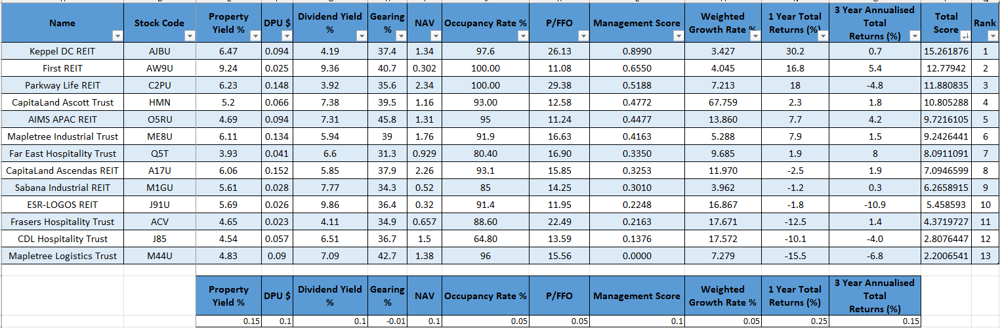 Name Stock Code Property Yield % DPU $ Dividend Yield % Gearing % NAV Occupancy Rate % P/FFO Management Score Weighted Growth Rate % 1 Year Total Returns (%) 3 Year Annualised Total Returns (%) Total Score Rank
Keppel DC REIT AJBU 6.47 0.094 4.19 37.4 1.34 97.6 26.13 0.8990 3.427 30.2 0.7 15.261876 1
First REIT AW9U 9.24 0.025 9.36 40.7 0.302 100.00 11.08 0.6550 4.045 16.8 5.4 12.77942 2
Parkway Life REIT C2PU 6.23 0.148 3.92 35.6 2.34 100.00 29.38 0.5188 7.213 18 -4.8 11.880835 3
CapitaLand Ascott Trust HMN 5.2 0.066 7.38 39.5 1.16 93.00 12.58 0.4772 67.759 2.3 1.8 10.805288 4
AIMS APAC REIT O5RU 4.69 0.094 7.31 45.8 1.31 95 11.24 0.4477 13.860 7.7 4.2 9.7216105 5
Mapletree Industrial Trust ME8U 6.11 0.134 5.94 39 1.76 91.9 16.63 0.4163 5.288 7.9 1.5 9.2426441 6
Far East Hospitality Trust Q5T 3.93 0.041 6.6 31.3 0.929 80.40 16.90 0.3350 9.685 1.9 8 8.0911091 7
CapitaLand Ascendas REIT A17U 6.06 0.152 5.85 37.9 2.26 93.1 15.85 0.3253 11.970 -2.5 1.9 7.0946599 8
Sabana Industrial REIT M1GU 5.61 0.028 7.77 34.3 0.52 85 14.25 0.3010 3.962 -1.2 0.3 6.2658915 9
ESR-LOGOS REIT J91U 5.69 0.026 9.86 36.4 0.32 91.4 11.95 0.2248 16.867 -1.8 -10.9 5.458593 10
Frasers Hospitality Trust ACV 4.65 0.023 4.11 34.9 0.657 88.60 22.49 0.2163 17.671 -12.5 1.4 4.3719727 11
CDL Hospitality Trust J85 4.54 0.057 6.51 36.7 1.5 64.80 13.59 0.1376 17.572 -10.1 -4.0 2.8076447 12
Mapletree Logistics Trust M44U 4.83 0.09 7.09 42.7 1.38 96 15.56 0.0000 7.279 -15.5 -6.8 2.2006541 13
Property Yield % DPU $ Dividend Yield % Gearing % NAV Occupancy Rate % P/FFO Management Score Weighted Growth Rate % 1 Year Total Returns (%) 3 Year Annualised Total Returns (%)
0.15 0.1 0.1 -0.01 0.1 0.05 0.05 0.1 0.05 0.25 0.15